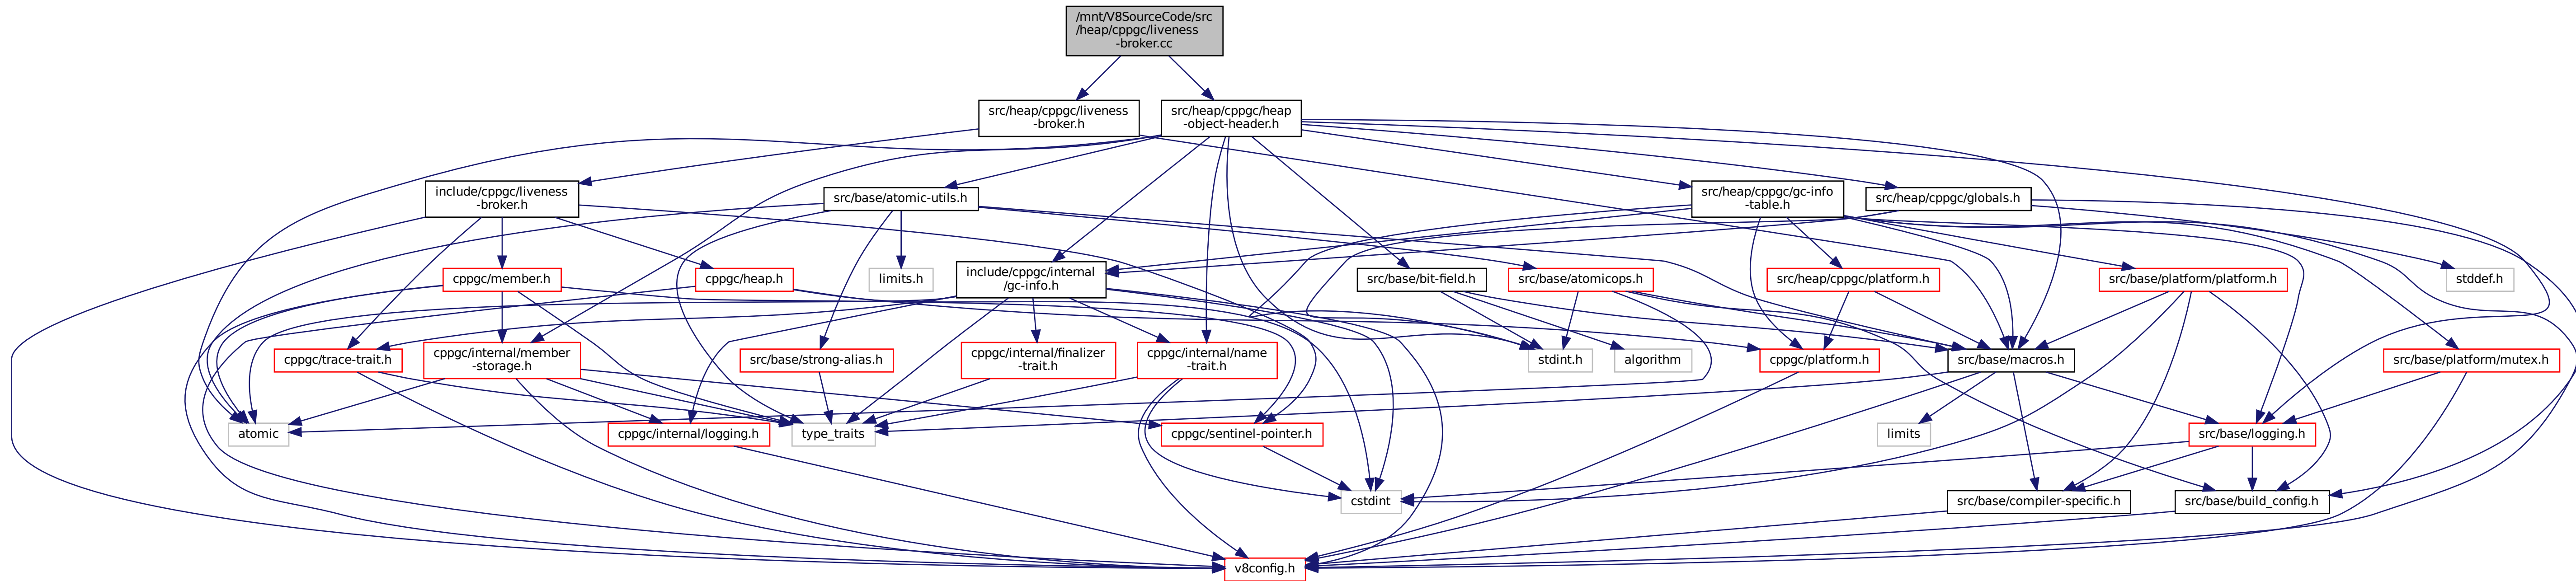 /mnt/V8SourceCode/src
/heap/cppgc/liveness
-broker.cc
src/heap/cppgc/liveness
-broker.h
src/heap/cppgc/heap
-object-header.h
include/cppgc/liveness
-broker.h
src/base/atomic-utils.h
src/heap/cppgc/gc-info
-table.h
src/heap/cppgc/globals.h
cppgc/member.h
cppgc/heap.h
limits.h
include/cppgc/internal
/gc-info.h
src/base/bit-field.h
src/base/atomicops.h
src/heap/cppgc/platform.h
src/base/platform/platform.h
stddef.h
cppgc/trace-trait.h
cppgc/internal/member
-storage.h
src/base/strong-alias.h
cppgc/internal/finalizer
-trait.h
cppgc/internal/name
-trait.h
stdint.h
algorithm
cppgc/platform.h
src/base/macros.h
src/base/platform/mutex.h
atomic
cppgc/internal/logging.h
type_traits
cppgc/sentinel-pointer.h
limits
src/base/logging.h
cstdint
src/base/compiler-specific.h
src/base/build_config.h
v8config.h